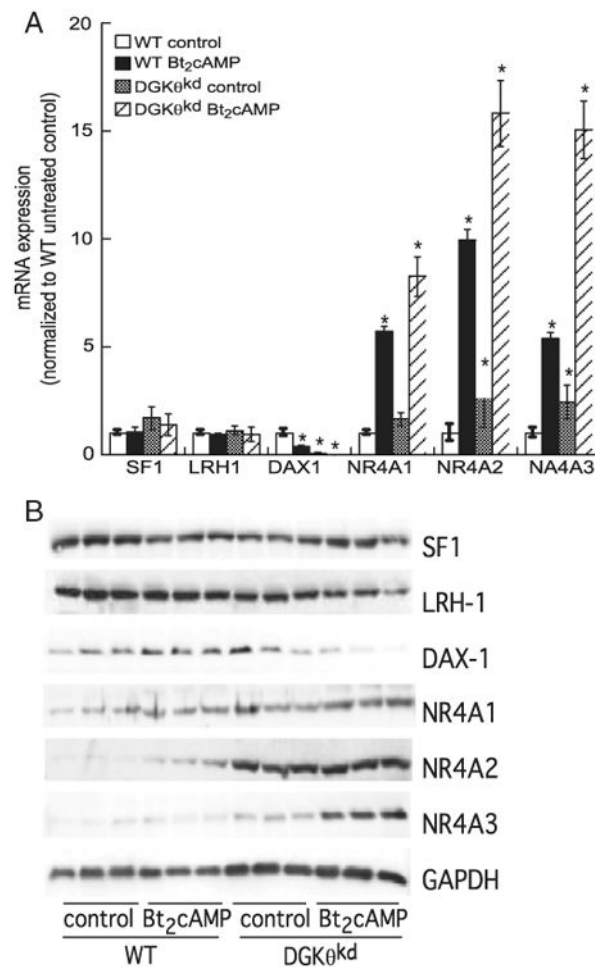 A
WT control
WT Bt₂cAMP
DGKθᵏᵈ control
DGKθᵏᵈ Bt₂cAMP
mRNA expression
(normalized to WT untreated control)
20
15
10
5
0
* * * * * * * * * * *
SF1 LRH1 DAX1 NR4A1 NR4A2 NA4A3
B
SF1
LRH-1
DAX-1
NR4A1
NR4A2
NR4A3
GAPDH
control Bt₂cAMP control Bt₂cAMP
WT DGKθᵏᵈ